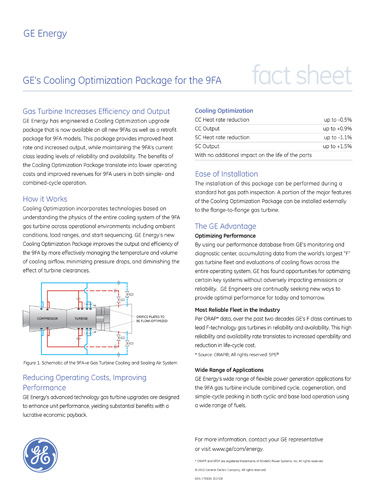 GE Energy
GE's Cooling Optimization Package for the 9FA
fact sheet
Gas Turbine Increases Efficiency and Output
GE Energy has engineered a Cooling Optimization upgrade
package that is now available on all new 9FAs as well as a retrofit
package for 9FA models. This package provides improved heat
rate and increased output, while maintaining the 9FA's current
class leading levels of reliability and availability. The benefits of
the Cooling Optimization Package translate into lower operating
costs and improved revenues for 9FA users in both simple- and
combined-cycle operation.
How it Works
Cooling Optimization incorporates technologies based on
understanding the physics of the entire cooling system of the 9FA
gas turbine across operational environments including ambient
conditions, load ranges, and start sequencing. GE Energy's new
Cooling Optimization Package improves the output and efficiency of
the 9FA by more effectively managing the temperature and volume
of cooling airflow, minimizing pressure drops, and diminishing the
effect of turbine clearances.
COMPRESSOR
TURBINE
ORIFICE PLATES TO
BE FLOW OPTIMIZED
Figure 1. Schematic of the 9FA-e Gas Turbine Cooling and Sealing Air System.
Reducing Operating Costs, Improving
Performance
GE Energy's advanced technology gas turbine upgrades are designed
to enhance unit performance, yielding substantial benefits with a
lucrative economic payback.
Cooling Optimization
CC Heat rate reduction up to -0.5%
CC Output up to +0.9%
SC Heat rate reduction up to -1.1%
SC Output up to +1.5%
With no additional impact on the life of the parts
Ease of Installation
The installation of this package can be performed during a
standard hot gas path inspection. A portion of the major features
of the Cooling Optimization Package can be installed externally
to the flange-to-flange gas turbine.
The GE Advantage
Optimizing Performance
By using our performance database from GE's monitoring and
diagnostic center, accumulating data from the world's largest "F"
gas turbine fleet and evaluations of cooling flows across the
entire operating system, GE has found opportunities for optimizing
certain key systems without adversely impacting emissions or
reliability. GE Engineers are continually seeking new ways to
provide optimal performance for today and tomorrow.
Most Reliable Fleet in the Industry
Per ORAP* data, over the past two decades GE's F class continues to
lead F-technology gas turbines in reliability and availability. This high
reliability and availability rate translates to increased operability and
reduction in life-cycle cost.
* Source: ORAP®; All rights reserved: SPS®
Wide Range of Applications
GE Energy's wide range of flexible power generation applications for
the 9FA gas turbine include combined cycle, cogeneration, and
simple-cycle peaking in both cyclic and base load operation using
a wide range of fuels.
For more information, contact your GE representative
or visit www.ge/com/energy.